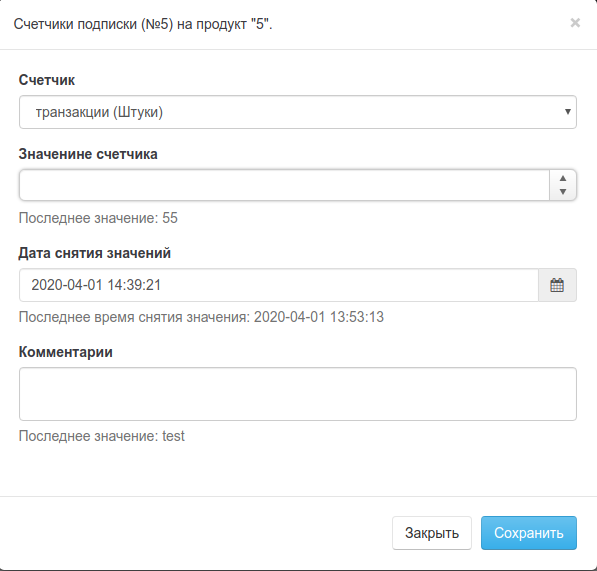 Счетчики подписки (№5) на продукт "5".
×
Счетчик
транзакции (Штуки)
Значенине счетчика
Последнее значение: 55
Дата снятия значений
2020-04-01 14:39:21
Последнее время снятия значения: 2020-04-01 13:53:13
Комментарии
Последнее значение: test
Закрыть
Сохранить